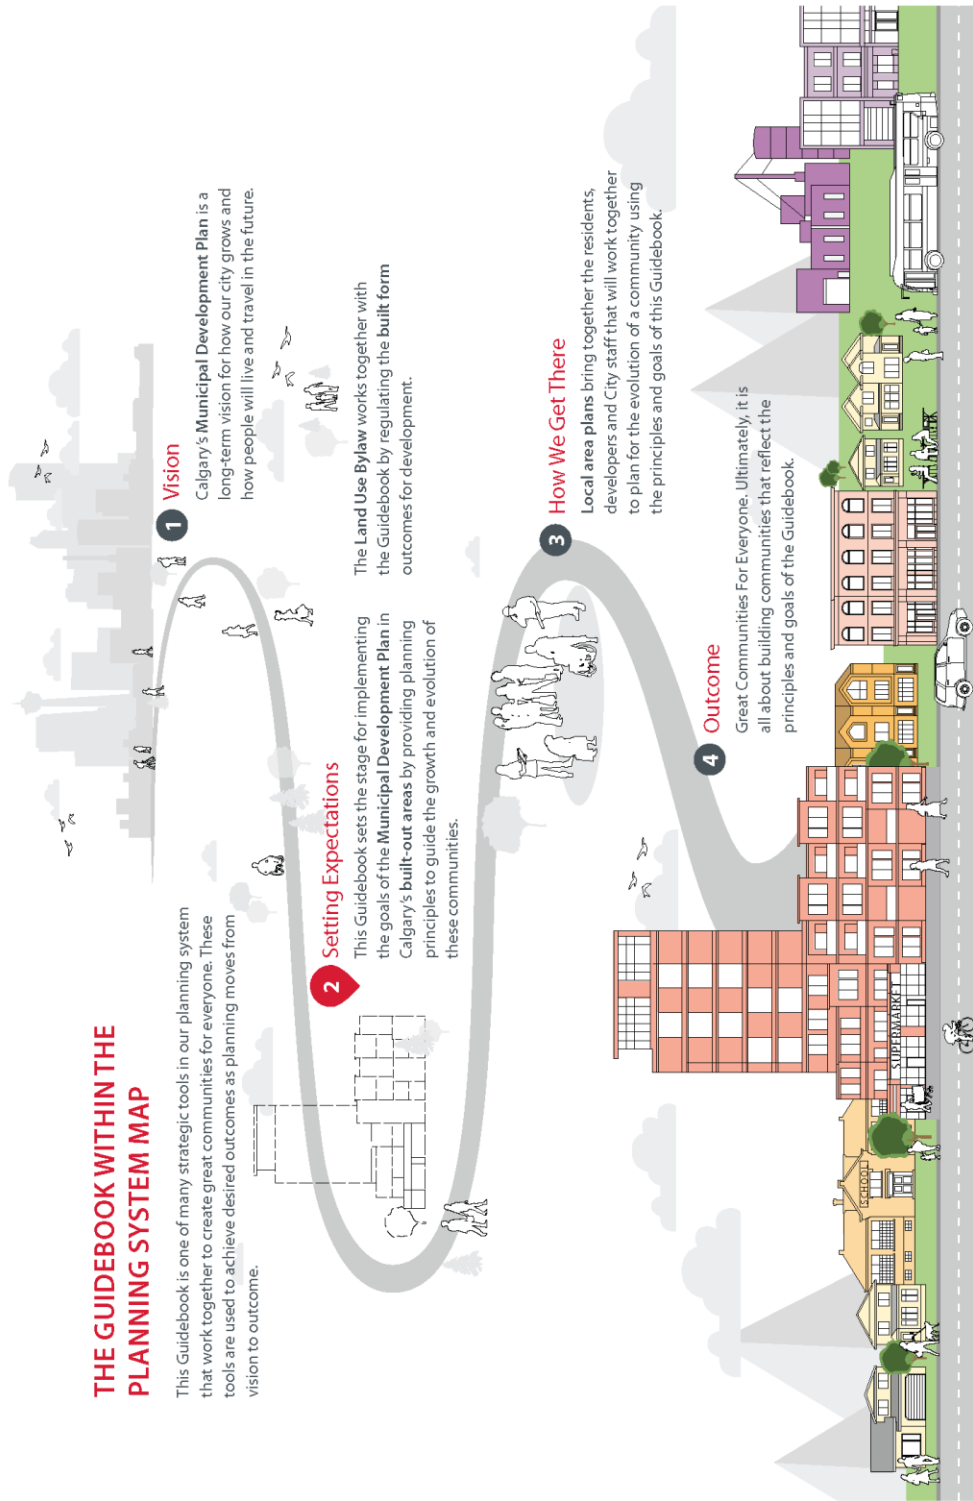 THE GUIDEBOOK WITHIN THE
PLANNING SYSTEM MAP
This Guidebook is one of many strategic tools in our planning system
that work together to create great communities for everyone. These
tools are used to achieve desired outcomes as planning moves from
vision to outcome.
1 Vision
Calgary's Municipal Development Plan is a
long-term vision for how our city grows and
how people will live and travel in the future.
2 Setting Expectations
This Guidebook sets the stage for implementing
the goals of the Municipal Development Plan in
Calgary's built-out areas by providing planning
principles to guide the growth and evolution of
these communities.
The Land Use Bylaw works together with
the Guidebook by regulating the built form
outcomes for development.
3 How We Get There
Local area plans bring together the residents,
developers and City staff that will work together
to plan for the evolution of a community using
the principles and goals of this Guidebook.
4 Outcome
Great Communities For Everyone. Ultimately, it is
all about building communities that reflect the
principles and goals of the Guidebook.
SCHOOL
SUPERMARKET